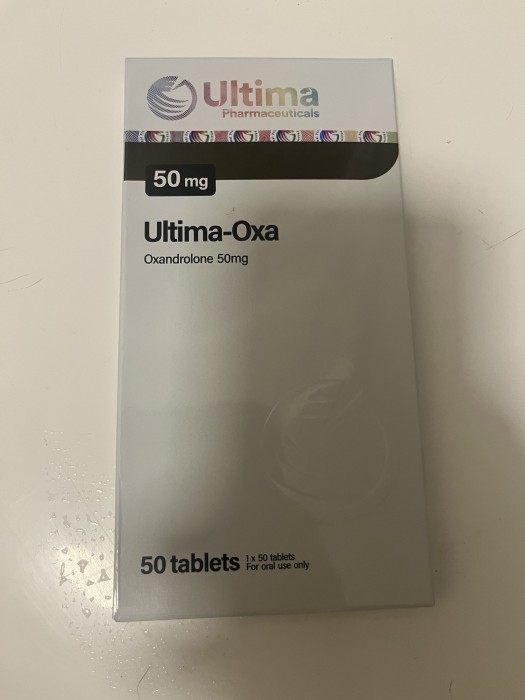 Ultima
Pharmaceuticals
50 mg
Ultima-Oxa
Oxandrolone 50mg
50 tablets
1 x 50 tablets
For oral use only